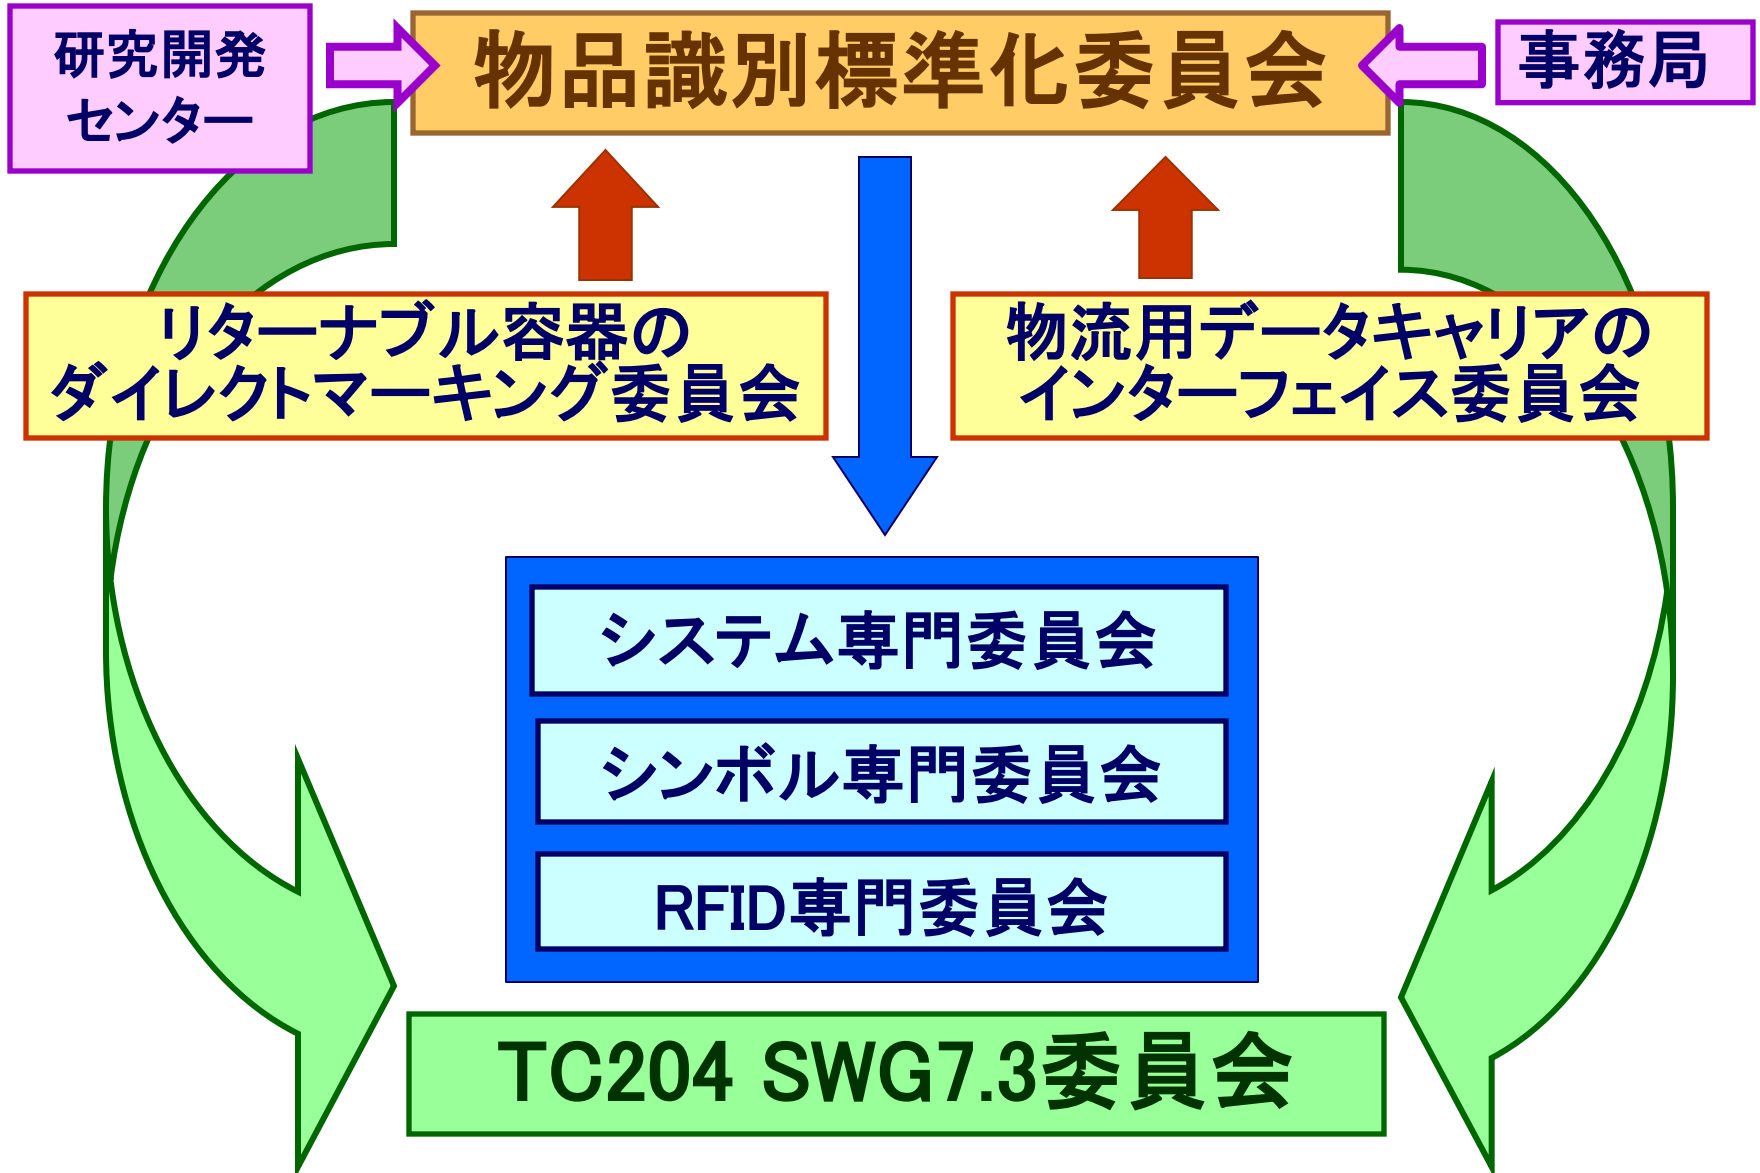 研究開発
センター
物品識別標準化委員会
事務局
リターナブル容器の
ダイレクトマーキング委員会
物流用データキャリアの
インターフェイス委員会
システム専門委員会
シンボル専門委員会
RFID専門委員会
TC204 SWG7.3委員会